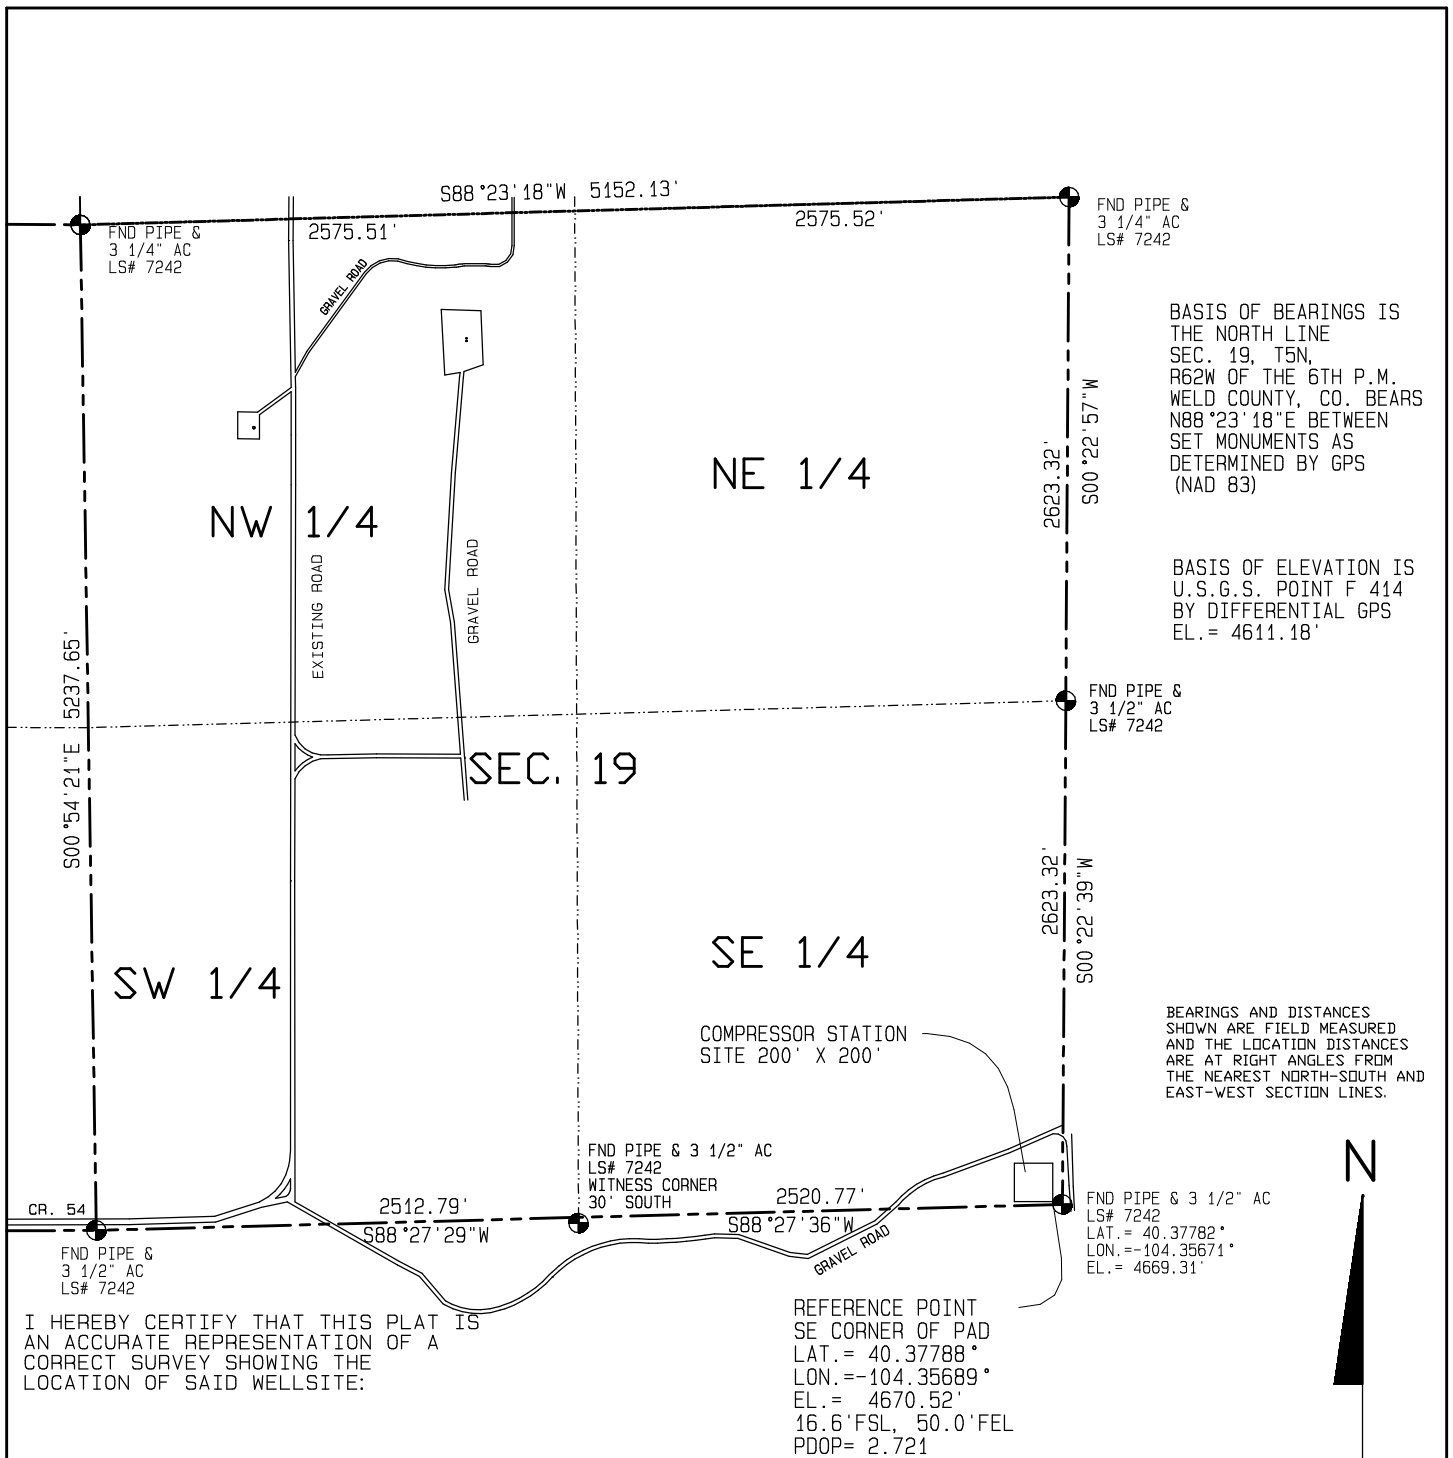 S88°23'18"W 5152.13'
2575.51'
2575.52'
FND PIPE &
3 1/4" AC
LS# 7242
FND PIPE &
3 1/4" AC
LS# 7242
GRAVEL ROAD
BASIS OF BEARINGS IS
THE NORTH LINE
SEC. 19, T5N,
R62W OF THE 6TH P.M.
WELD COUNTY, CO. BEARS
N88°23'18"E BETWEEN
SET MONUMENTS AS
DETERMINED BY GPS
(NAD 83)
2623.32'
S00°22'57"W
NE 1/4
NW 1/4
EXISTING ROAD
GRAVEL ROAD
BASIS OF ELEVATION IS
U.S.G.S. POINT F 414
BY DIFFERENTIAL GPS
EL.= 4611.18'
S00°54'21"E 5237.65'
FND PIPE &
3 1/2" AC
LS# 7242
SEC. 19
2623.32'
S00°22'39"W
SE 1/4
SW 1/4
COMPRESSOR STATION
SITE 200' X 200'
BEARINGS AND DISTANCES
SHOWN ARE FIELD MEASURED
AND THE LOCATION DISTANCES
ARE AT RIGHT ANGLES FROM
THE NEAREST NORTH-SOUTH AND
EAST-WEST SECTION LINES.
N
FND PIPE & 3 1/2" AC
LS# 7242
WITNESS CORNER
30' SOUTH
CR. 54
2512.79'
S88°27'29"W
2520.77'
S88°27'36"W
GRAVEL ROAD
FND PIPE & 3 1/2" AC
LS# 7242
LAT.= 40.37782°
LON.=-104.35671°
EL.= 4669.31'
FND PIPE &
3 1/2" AC
LS# 7242
I HEREBY CERTIFY THAT THIS PLAT IS
AN ACCURATE REPRESENTATION OF A
CORRECT SURVEY SHOWING THE
LOCATION OF SAID WELLSITE:
REFERENCE POINT
SE CORNER OF PAD
LAT.= 40.37788°
LON.=-104.35689°
EL.= 4670.52'
16.6'FSL, 50.0'FEL
PDOP= 2.721